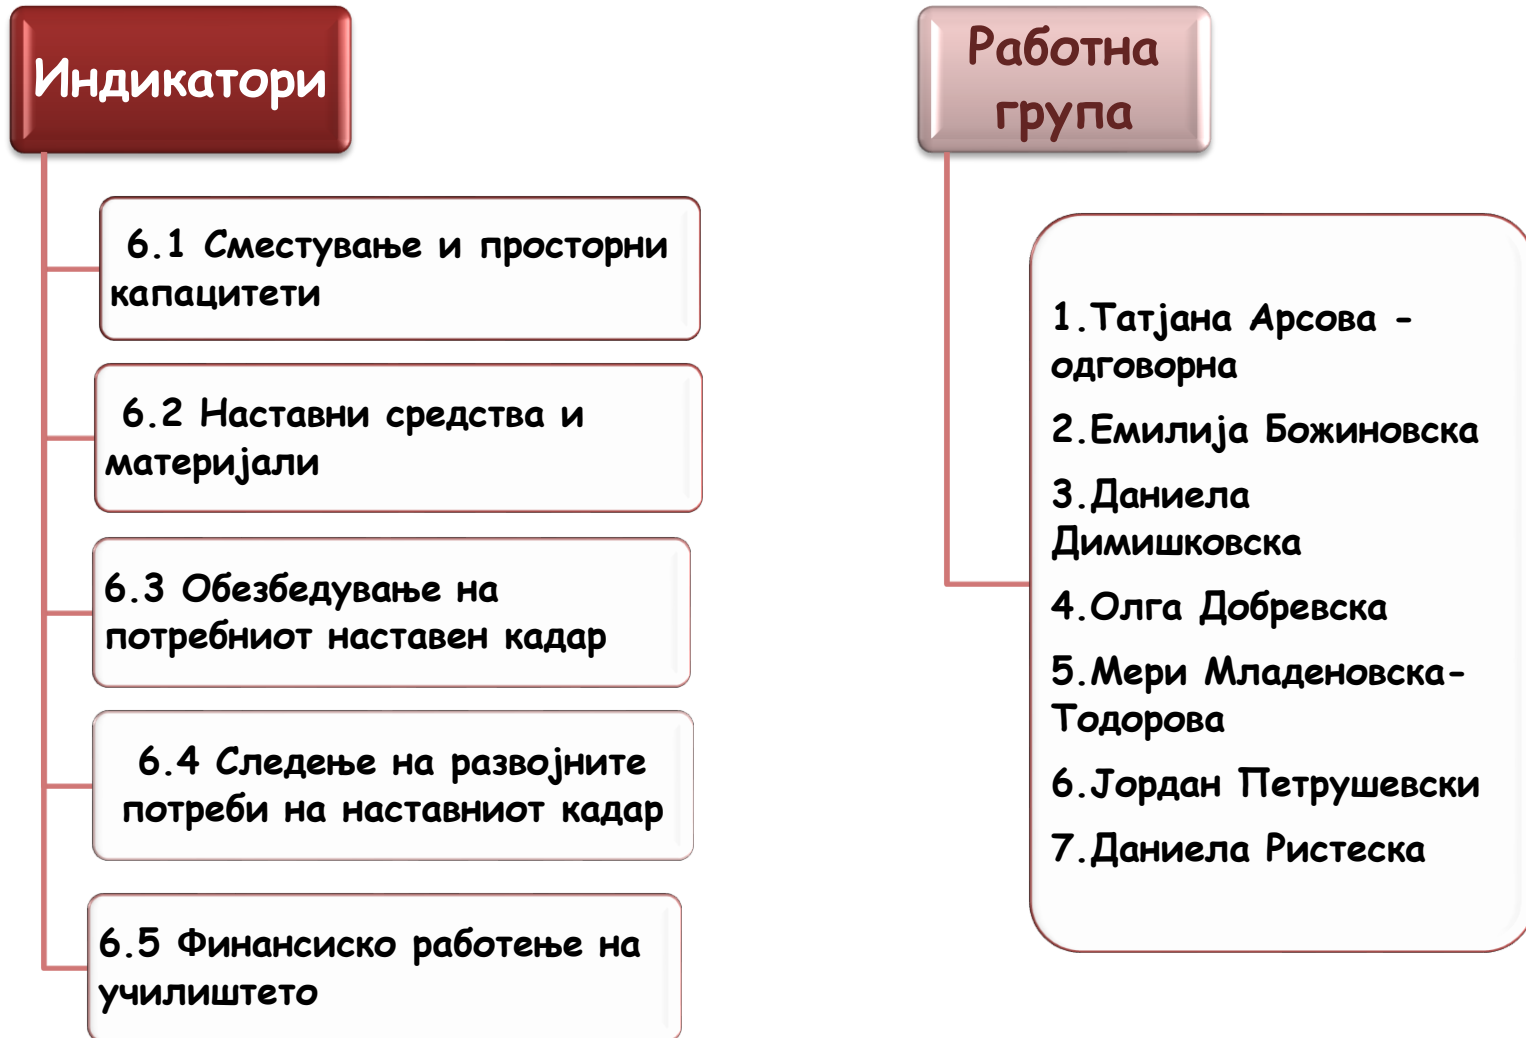 Индикатори
6.1 Сместување и просторни
капацитети
6.2 Наставни средства и
материјали
6.3 Обезбедување на
потребниот наставен кадар
6.4 Следење на развојните
потреби на наставниот кадар
6.5 Финансиско работење на
училиштето
Работна
група
1.Татјана Арсова -
одговорна
2.Емилија Божиновска
3.Даниела
Димишковска
4.Олга Добревска
5.Мери Младеновска-
Тодорова
6.Јордан Петрушевски
7.Даниела Ристеска